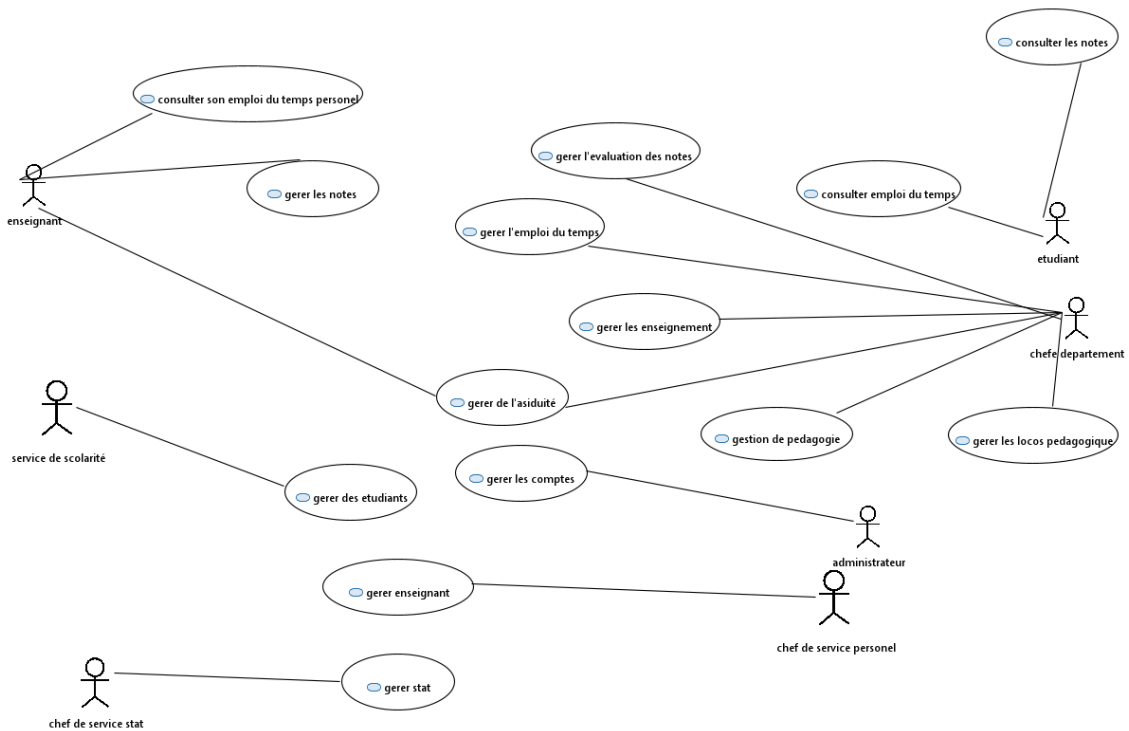 consulter les notes
consulter son emploi du temps personel
gerer l'evaluation des notes
gerer les notes
consulter emploi du temps
enseignant
gerer l'emploi du temps
etudiant
gerer les enseignement
chefe departement
gerer de l'asiduité
gestion de pedagogie
gerer les locos pedagogique
service de scolarité
gerer les comptes
gerer des etudiants
administrateur
gerer enseignant
chef de service personel
gerer stat
chef de service stat